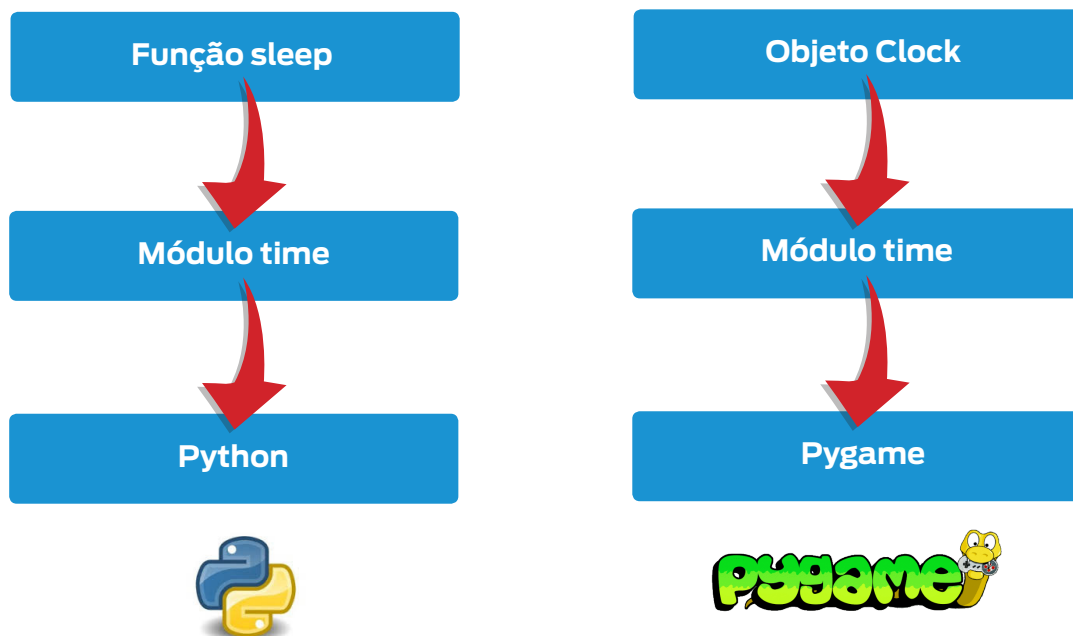 Função sleep
Módulo time
Python
Objeto Clock
Módulo time
Pygame
pygame